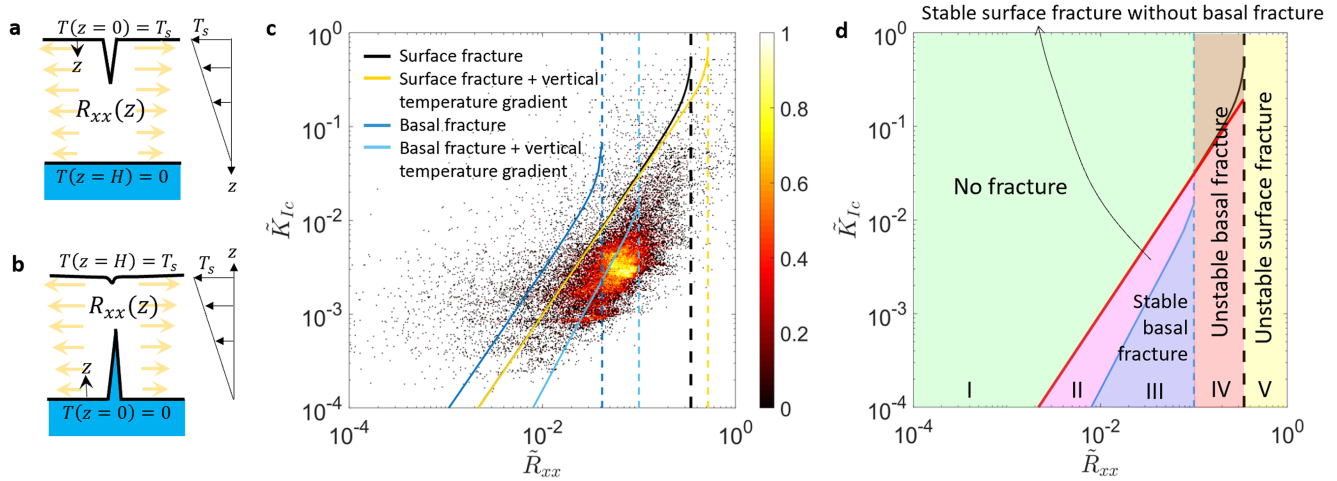 a
T(z = 0) = T_s
T_s
z
R_xx(z)
T(z = H) = 0
z
b
T(z = H) = T_s
T_s
z
R_xx(z)
z
T(z = 0) = 0
c
10^0
10^-1
10^-2
10^-3
10^-4
K̃_Ic
Surface fracture
Surface fracture + vertical
temperature gradient
Basal fracture
Basal fracture + vertical
temperature gradient
10^-4
10^-2
10^0
R̃_xx
1
0.8
0.6
0.4
0.2
0
Stable surface fracture without basal fracture
d
10^0
10^-1
10^-2
10^-3
10^-4
K̃_Ic
No fracture
Stable
basal
fracture
Unstable basal fracture
Unstable surface fracture
I
II
III
IV
V
10^-4
10^-2
10^0
R̃_xx